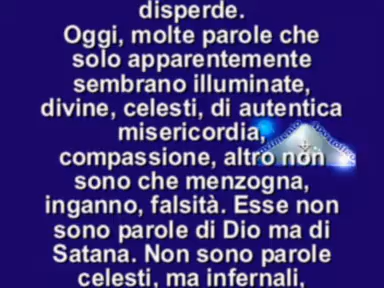 disperde.
Oggi, molte parole che
solo apparentemente
sembrano illuminate,
divine, celesti, di autentica
misericordia,
compassione, altro non
sono che menzogna,
inganno, falsità. Esse non
sono parole di Dio ma di
Satana. Non sono parole
celesti, ma infernali,